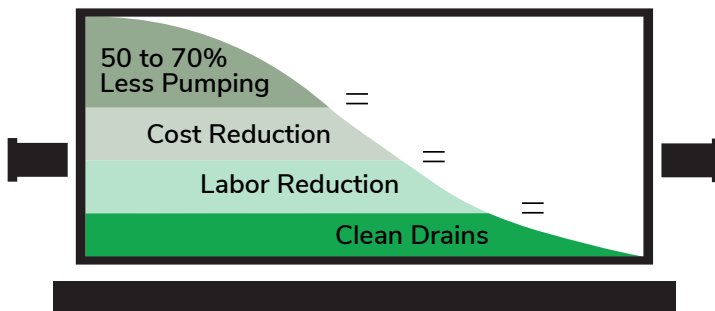 50 to 70%
Less Pumping
=
Cost Reduction
=
Labor Reduction
=
Clean Drains